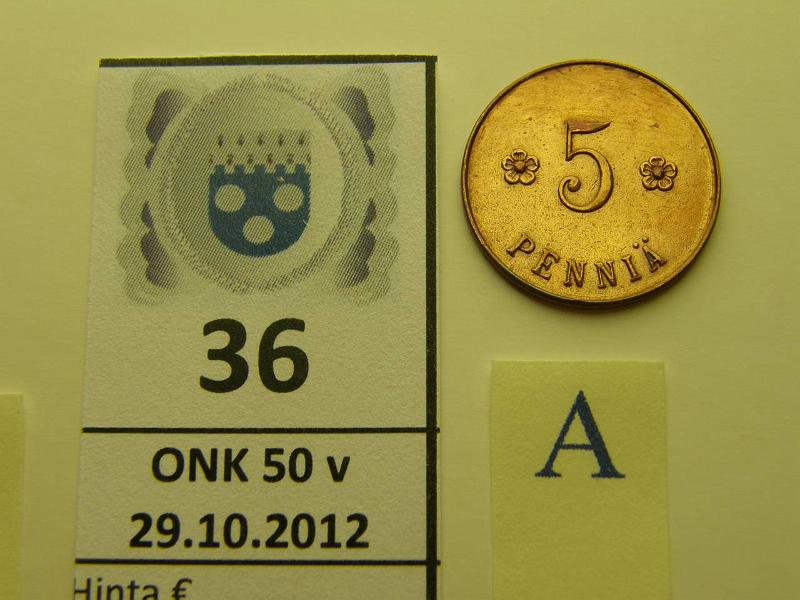 36
ONK 50 v
29.10.2012
Hinta €
5
PENNIÄ
A